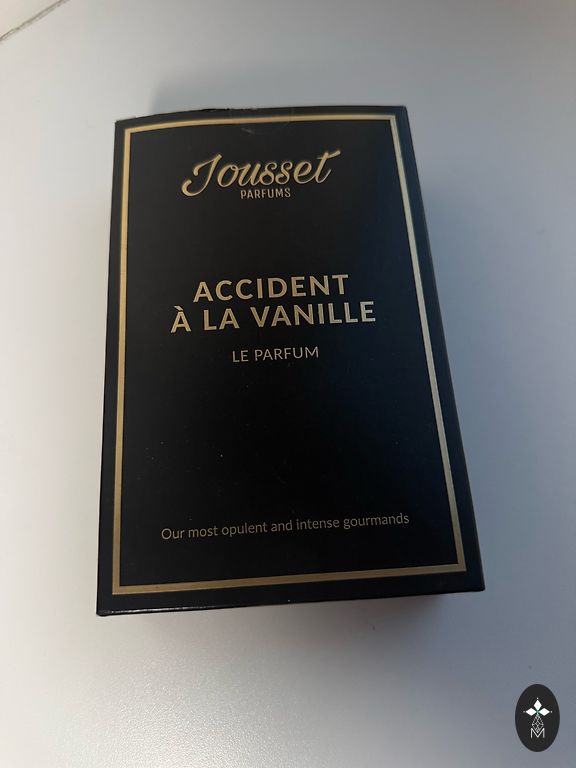 Jousset
PARFUMS
ACCIDENT
À LA VANILLE
LE PARFUM
Our most opulent and intense gourmands
M